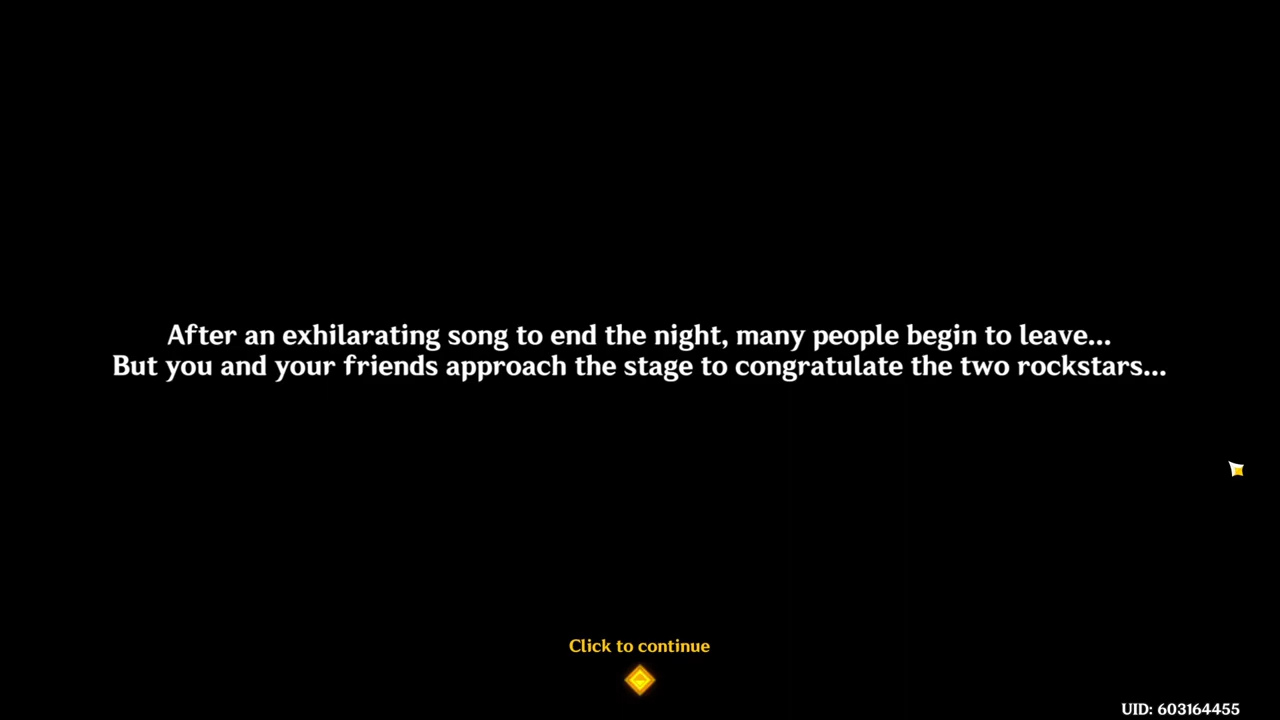 After an exhilarating song to end the night, many people begin to leave...
But you and your friends approach the stage to congratulate the two rockstars...
Click to continue
UID: 603164455